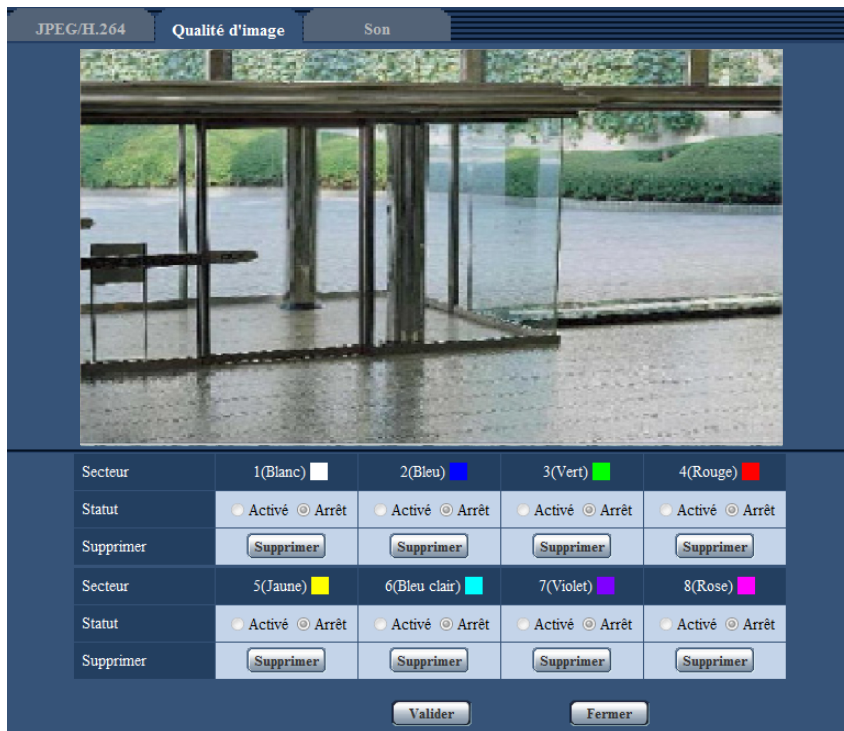 JPEG/H.264 Qualité d'image Son
Secteur 1(Blanc) 2(Bleu) 3(Vert) 4(Rouge)
Statut Activé Arrêt Activé Arrêt Activé Arrêt Activé Arrêt
Supprimer Supprimer Supprimer Supprimer Supprimer
Secteur 5(Jaune) 6(Bleu clair) 7(Violet) 8(Rose)
Statut Activé Arrêt Activé Arrêt Activé Arrêt Activé Arrêt
Supprimer Supprimer Supprimer Supprimer Supprimer
Valider Fermer